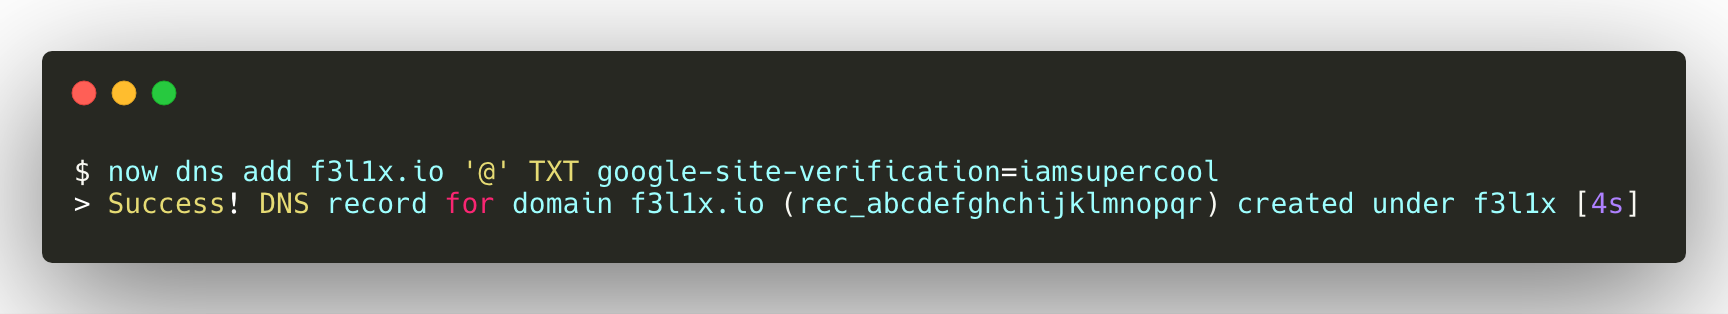 $ now dns add f3l1x.io '@' TXT google-site-verification=iamsupercool
> Success! DNS record for domain f3l1x.io (rec_abcdefghchijklmnopqr) created under f3l1x [4s]